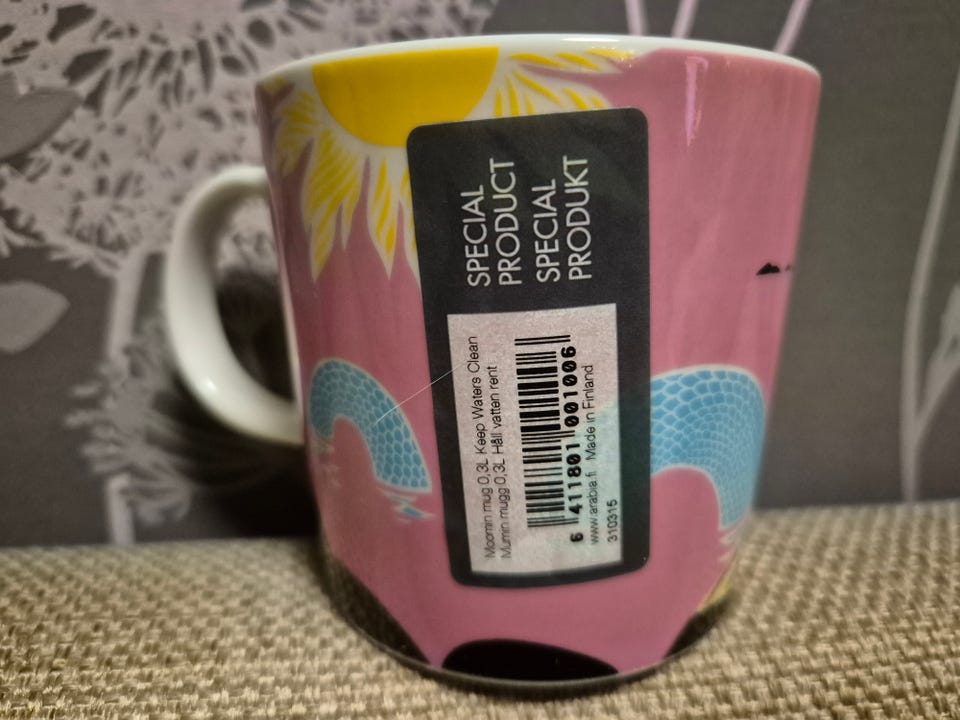 SPECIAL
PRODUCT
SPECIAL
PRODUKT
Moomin mug 0,3L Keep Waters Clean
Mumin mugg 0,3L Håll vatten rent
6 411801 001006
www.arabia.fi Made in Finland
310315